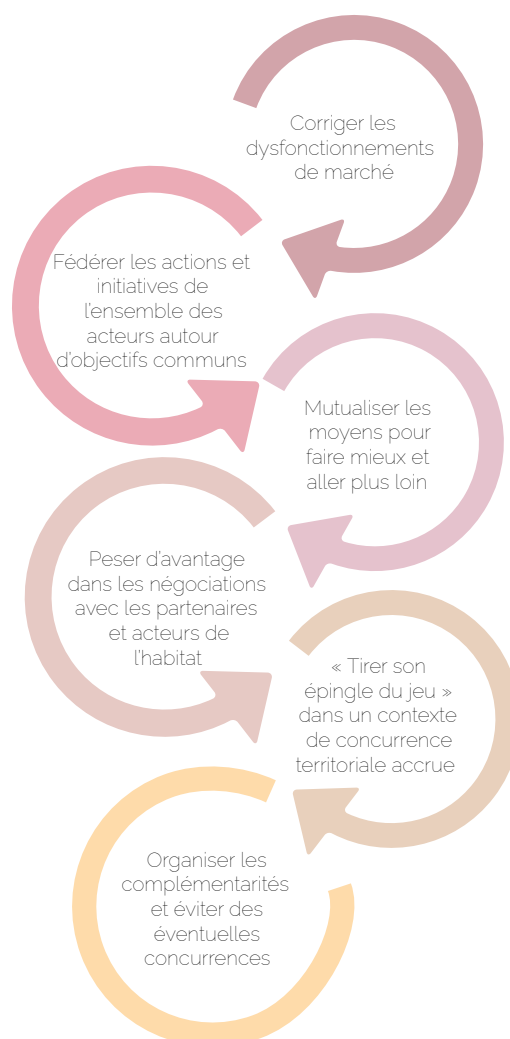 Corriger les
dysfonctionnements
de marché
Fédérer les actions et
initiatives de
l'ensemble des
acteurs autour
d'objectifs communs
Mutualiser les
moyens pour
faire mieux et
aller plus loin
Peser d'avantage
dans les négociations
avec les partenaires
et acteurs de
l'habitat
« Tirer son
épingle du jeu »
dans un contexte
de concurrence
territoriale accrue
Organiser les
complémentarités
et éviter des
éventuelles
concurrences